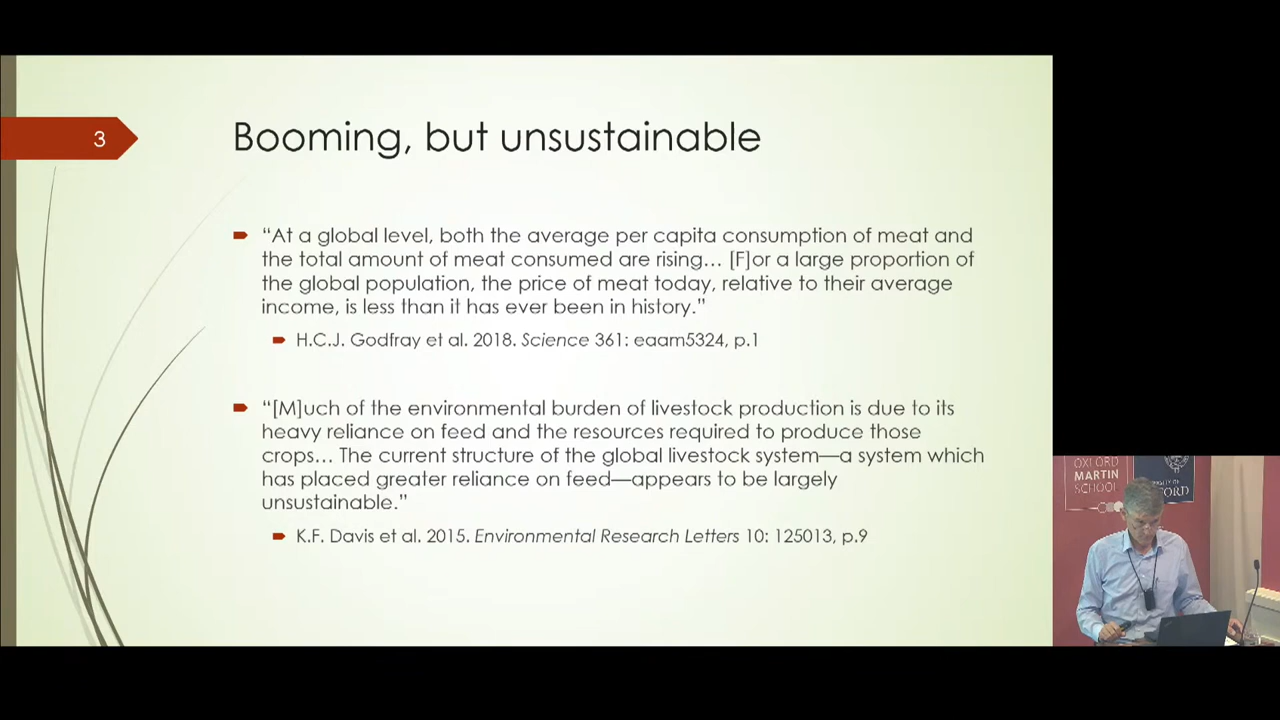 3
Booming, but unsustainable
“At a global level, both the average per capita consumption of meat and
the total amount of meat consumed are rising… [F]or a large proportion of
the global population, the price of meat today, relative to their average
income, is less than it has ever been in history.”
H.C.J. Godfray et al. 2018. Science 361: eaam5324, p.1
“[M]uch of the environmental burden of livestock production is due to its
heavy reliance on feed and the resources required to produce those
crops… The current structure of the global livestock system—a system which
has placed greater reliance on feed—appears to be largely
unsustainable.”
K.F. Davis et al. 2015. Environmental Research Letters 10: 125013, p.9
OXFORD
MARTIN
SCHOOL